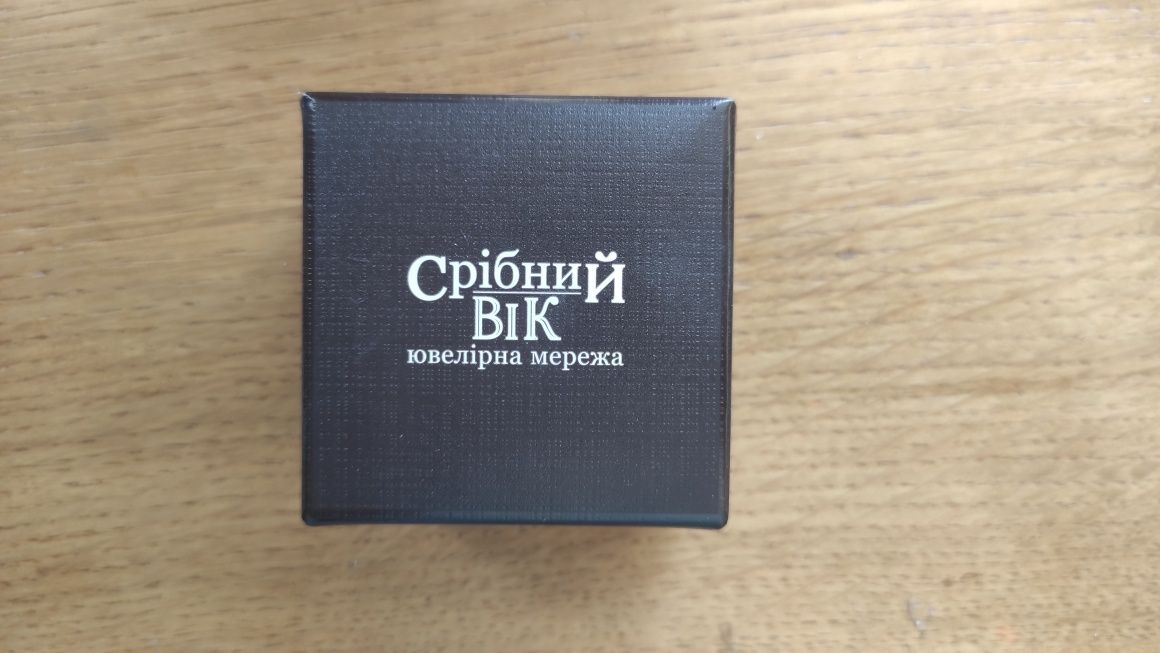 Срібний
Вік
ювелірна мережа